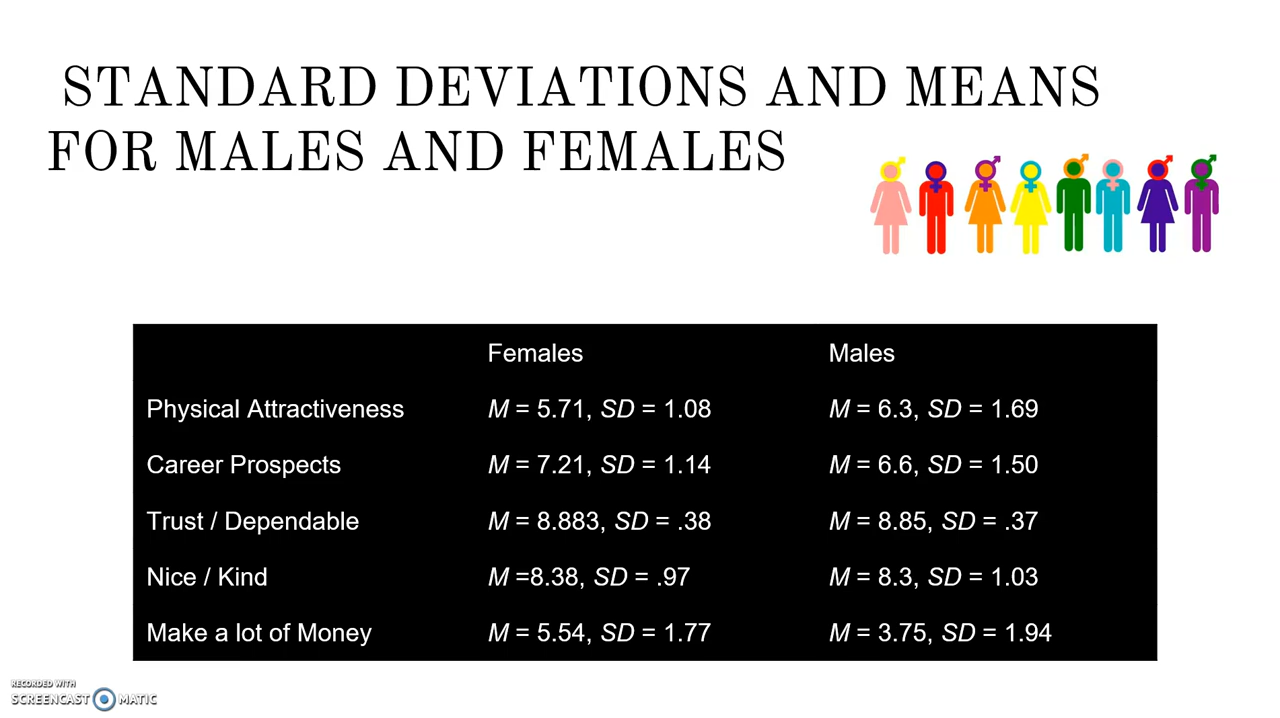 STANDARD DEVIATIONS AND MEANS
FOR MALES AND FEMALES
Females Males
Physical Attractiveness M = 5.71, SD = 1.08 M = 6.3, SD = 1.69
Career Prospects M = 7.21, SD = 1.14 M = 6.6, SD = 1.50
Trust / Dependable M = 8.883, SD = .38 M = 8.85, SD = .37
Nice / Kind M =8.38, SD = .97 M = 8.3, SD = 1.03
Make a lot of Money M = 5.54, SD = 1.77 M = 3.75, SD = 1.94
RECORDED WITH
SCREENCAST MATIC